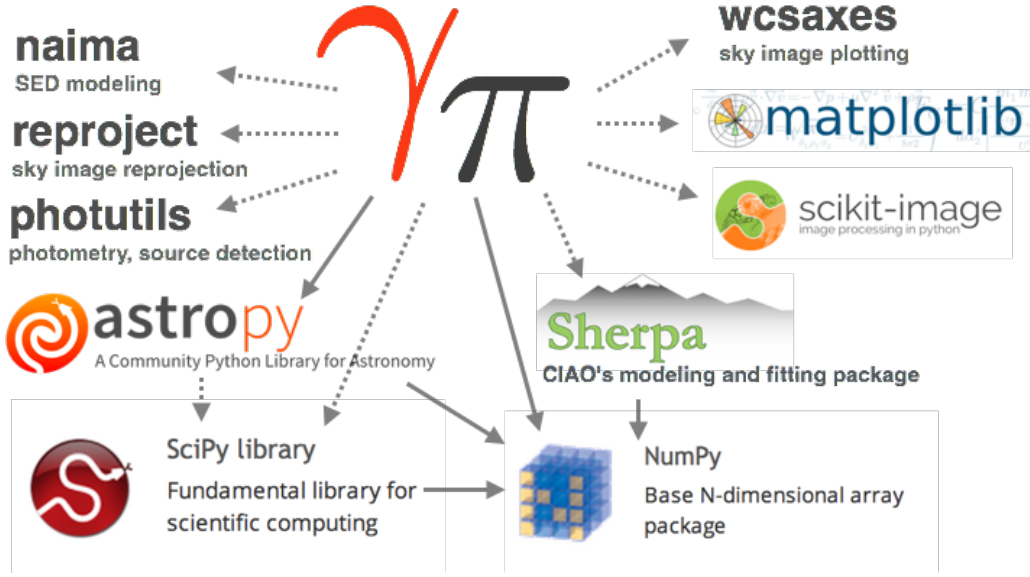 naima
SED modeling
reproject
sky image reprojection
photutils
photometry, source detection
γπ
wcsaxes
sky image plotting
matplotlib
scikit-image
image processing in python
astropy
A Community Python Library for Astronomy
Sherpa
CIAO's modeling and fitting package
SciPy library
Fundamental library for
scientific computing
NumPy
Base N-dimensional array
package